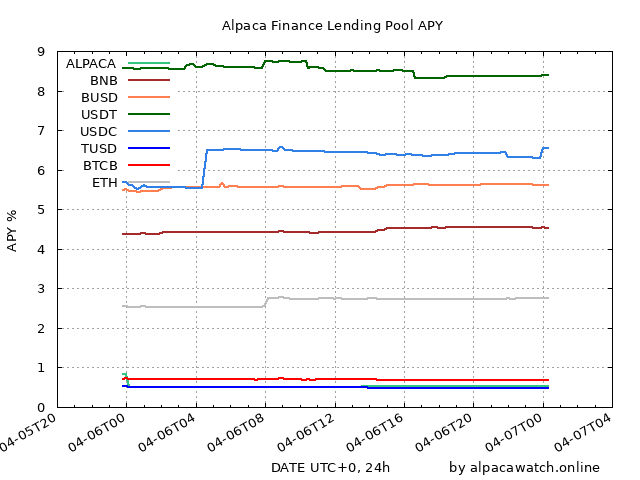 Alpaca Finance Lending Pool APY
9
8
7
6
5
4
3
2
1
0
APY %
ALPACA
BNB
BUSD
USDT
USDC
TUSD
BTCB
ETH
04-05T20
04-06T00
04-06T04
04-06T08
04-06T12
04-06T16
04-06T20
04-07T00
04-07T04
DATE UTC+0, 24h
by alpacawatch.online